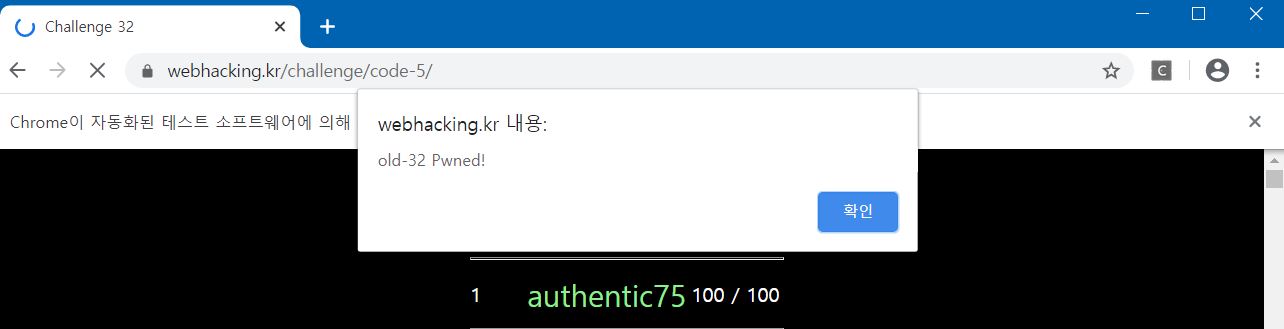 Challenge 32
webhacking.kr/challenge/code-5/
Chrome이 자동화된 테스트 소프트웨어에 의해
webhacking.kr 내용:
old-32 Pwned!
확인
1 authentic75 100 / 100